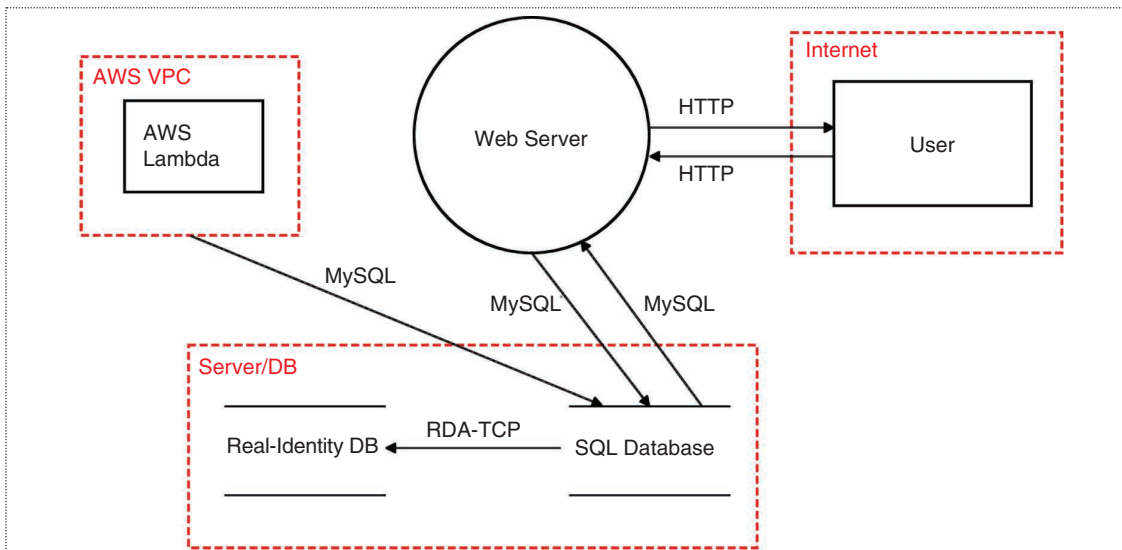 AWS VPC
AWS
Lambda
Web Server
HTTP
HTTP
Internet
User
MySQL
MySQL
MySQL
Server/DB
Real-Identity DB
RDA-TCP
SQL Database